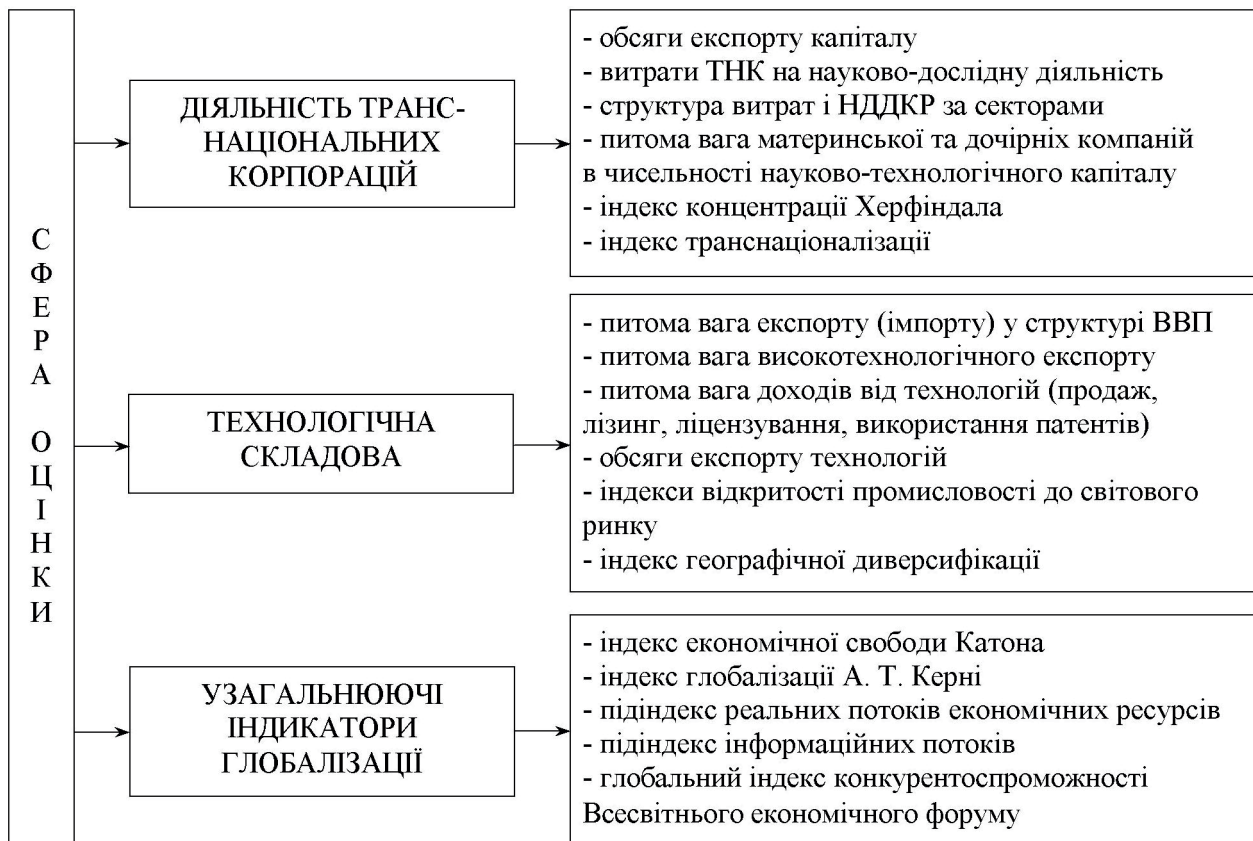 СФЕРА ОЦІНКИ
ДІЯЛЬНІСТЬ ТРАНС-
НАЦІОНАЛЬНИХ
КОРПОРАЦІЙ
- обсяги експорту капіталу
- витрати ТНК на науково-дослідну діяльність
- структура витрат і НДДКР за секторами
- питома вага материнської та дочірніх компаній
в чисельності науково-технологічного капіталу
- індекс концентрації Херфіндала
- індекс транснаціоналізації
ТЕХНОЛОГІЧНА
СКЛАДОВА
- питома вага експорту (імпорту) у структурі ВВП
- питома вага високотехнологічного експорту
- питома вага доходів від технологій (продаж,
лізинг, ліцензування, використання патентів)
- обсяги експорту технологій
- індекси відкритості промисловості до світового
ринку
- індекс географічної диверсифікації
УЗАГАЛЬНЮЮЧІ
ІНДИКАТОРИ
ГЛОБАЛІЗАЦІЇ
- індекс економічної свободи Катона
- індекс глобалізації А. Т. Керні
- підіндекс реальних потоків економічних ресурсів
- підіндекс інформаційних потоків
- глобальний індекс конкурентоспроможності
Всесвітнього економічного форуму